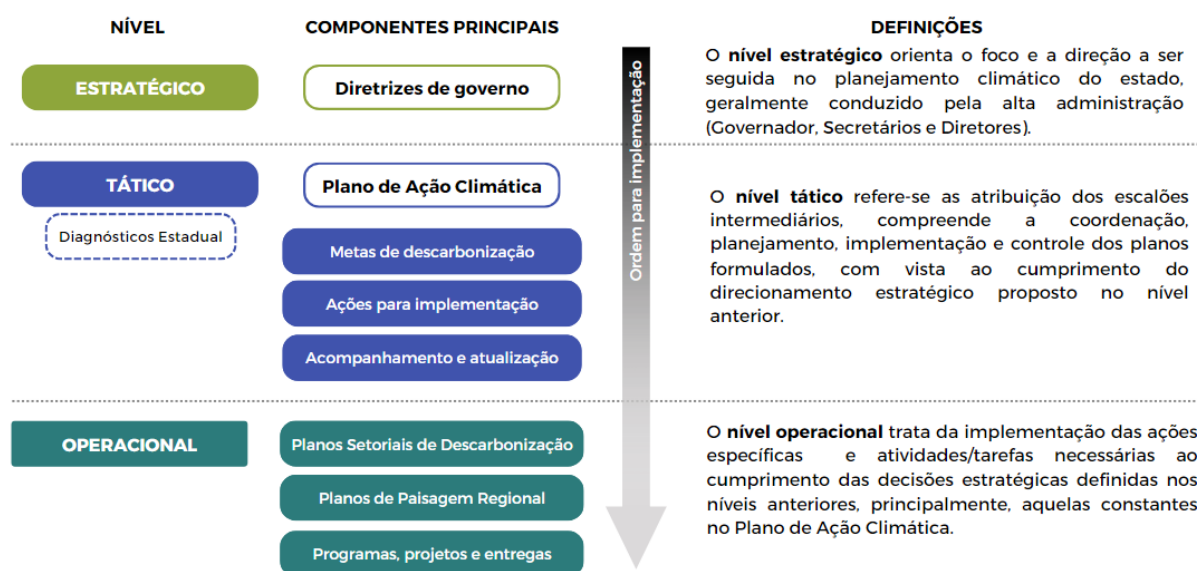 NÍVEL
COMPONENTES PRINCIPAIS
DEFINIÇÕES
ESTRATÉGICO
Diretrizes de governo
O nível estratégico orienta o foco e a direção a ser
seguida no planejamento climático do estado,
geralmente conduzido pela alta administração
(Governador, Secretários e Diretores).
Ordem para implementação
TÁTICO
Diagnósticos Estadual
Plano de Ação Climática
Metas de descarbonização
Ações para implementação
Acompanhamento e atualização
O nível tático refere-se as atribuição dos escalões
intermediários, compreende a coordenação,
planejamento, implementação e controle dos planos
formulados, com vista ao cumprimento do
direcionamento estratégico proposto no nível
anterior.
OPERACIONAL
Planos Setoriais de Descarbonização
Planos de Paisagem Regional
Programas, projetos e entregas
O nível operacional trata da implementação das ações
específicas e atividades/tarefas necessárias ao
cumprimento das decisões estratégicas definidas nos
níveis anteriores, principalmente, aquelas constantes
no Plano de Ação Climática.